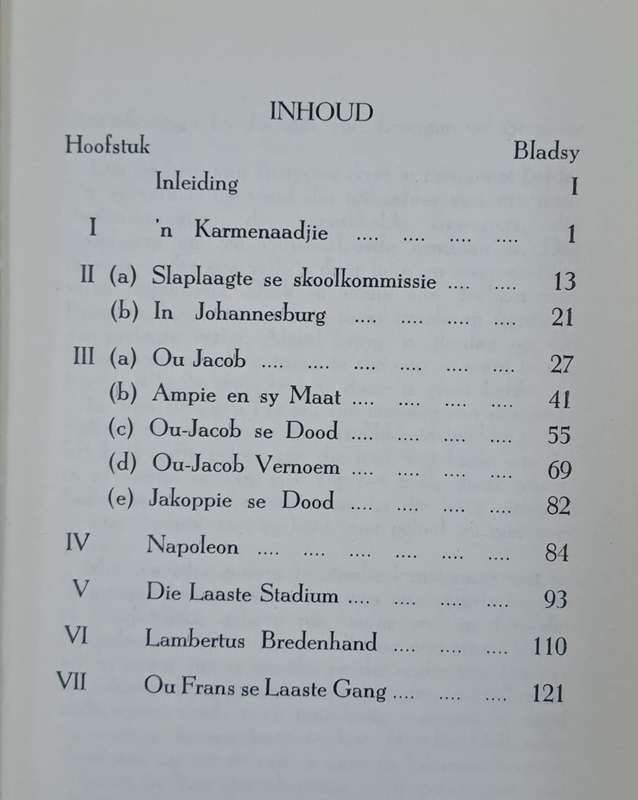 INHOUD
Hoofstuk Bladsy
Inleiding I
I 'n Karmenaadjie .... .... .... .... 1
II (a) Slaplaagte se skoolkommissie .... .... 13
(b) In Johannesburg .... .... .... .... 21
III (a) Ou Jacob .... .... .... .... .... .... 27
(b) Ampie en sy Maat .... .... .... .... 41
(c) Ou-Jacob se Dood .... .... .... .... 55
(d) Ou-Jacob Vernoem .... .... .... .... 69
(e) Jakoppie se Dood .... .... .... .... 82
IV Napoleon .... .... .... .... .... .... 84
V Die Laaste Stadium .... .... .... .... 93
VI Lambertus Bredenhand .... .... .... 110
VII Ou Frans se Laaste Gang .... .... .... 121